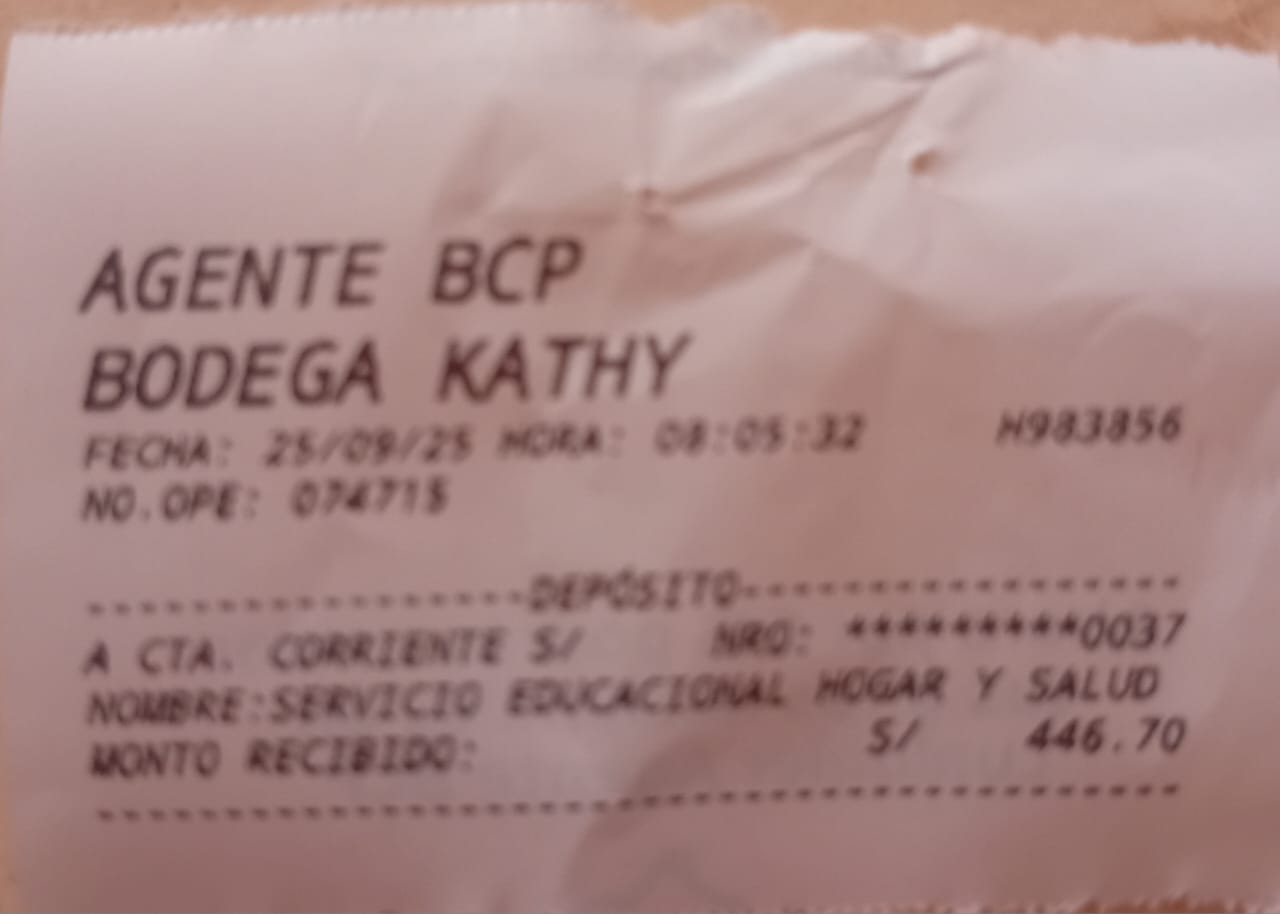 AGENTE BCP
BODEGA KATHY
FECHA: 25/09/25 HORA: 08:05:32 H983856
NO.OPE: 074715
-----------------DEPÓSITO-----------------
A CTA. CORRIENTE S/ NRO: *********0037
NOMBRE:SERVICIO EDUCACIONAL HOGAR Y SALUD
MONTO RECIBIDO: S/ 446.70
------------------------------------------